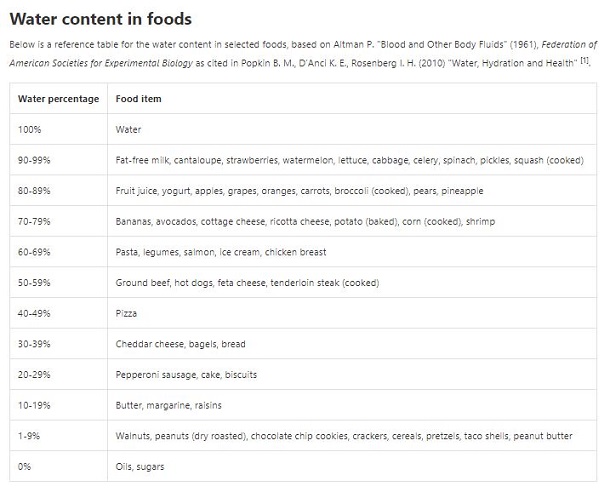 Water content in foods
Below is a reference table for the water content in selected foods, based on Altman P. "Blood and Other Body Fluids" (1961), Federation of
American Societies for Experimental Biology as cited in Popkin B. M., D'Anci K. E., Rosenberg I. H. (2010) "Water, Hydration and Health" [1].
Water percentage Food item
100% Water
90-99% Fat-free milk, cantaloupe, strawberries, watermelon, lettuce, cabbage, celery, spinach, pickles, squash (cooked)
80-89% Fruit juice, yogurt, apples, grapes, oranges, carrots, broccoli (cooked), pears, pineapple
70-79% Bananas, avocados, cottage cheese, ricotta cheese, potato (baked), corn (cooked), shrimp
60-69% Pasta, legumes, salmon, ice cream, chicken breast
50-59% Ground beef, hot dogs, feta cheese, tenderloin steak (cooked)
40-49% Pizza
30-39% Cheddar cheese, bagels, bread
20-29% Pepperoni sausage, cake, biscuits
10-19% Butter, margarine, raisins
1-9% Walnuts, peanuts (dry roasted), chocolate chip cookies, crackers, cereals, pretzels, taco shells, peanut butter
0% Oils, sugars